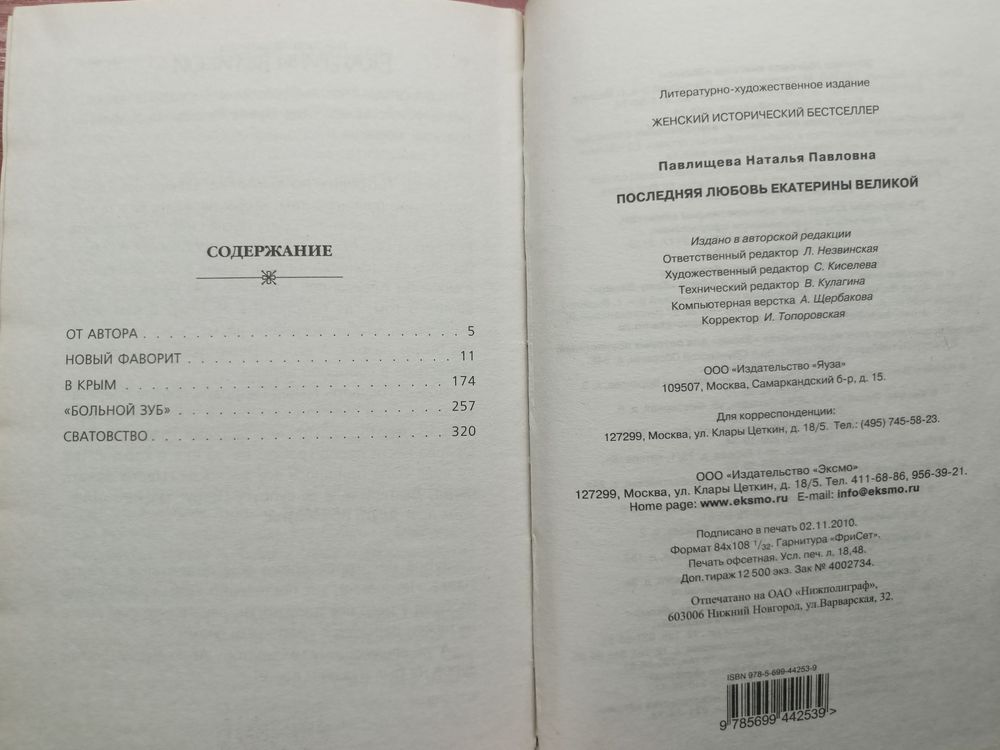 СОДЕРЖАНИЕ
ОТ АВТОРА . . . . . . . . . . . . . . . . . . . . . . . . . 5
НОВЫЙ ФАВОРИТ . . . . . . . . . . . . . . . . . . . . 11
В КРЫМ . . . . . . . . . . . . . . . . . . . . . . . . . 174
«БОЛЬНОЙ ЗУБ» . . . . . . . . . . . . . . . . . . . . . 257
СВАТОВСТВО . . . . . . . . . . . . . . . . . . . . . . . 320
Литературно-художественное издание
ЖЕНСКИЙ ИСТОРИЧЕСКИЙ БЕСТСЕЛЛЕР
Павлищева Наталья Павловна
ПОСЛЕДНЯЯ ЛЮБОВЬ ЕКАТЕРИНЫ ВЕЛИКОЙ
Издано в авторской редакции
Ответственный редактор Л. Незвинская
Художественный редактор С. Киселева
Технический редактор В. Кулагина
Компьютерная верстка А. Щербакова
Корректор И. Топоровская
ООО «Издательство «Яуза»
109507, Москва, Самаркандский б-р, д. 15.
Для корреспонденции:
127299, Москва, ул. Клары Цеткин, д. 18/5. Тел.: (495) 745-58-23.
ООО «Издательство «Эксмо»
127299, Москва, ул. Клары Цеткин, д. 18/5. Тел. 411-68-86, 956-39-21.
Home page: www.eksmo.ru E-mail: info@eksmo.ru
Подписано в печать 02.11.2010.
Формат 84x108 1/32. Гарнитура «ФриСет».
Печать офсетная. Усл. печ. л. 18,48.
Доп. тираж 12 500 экз. Зак № 4002734.
Отпечатано на ОАО «Нижполиграф»,
603006 Нижний Новгород, ул.Варварская, 32.
ISBN 978-5-699-44253-9
9 785699 442539 >